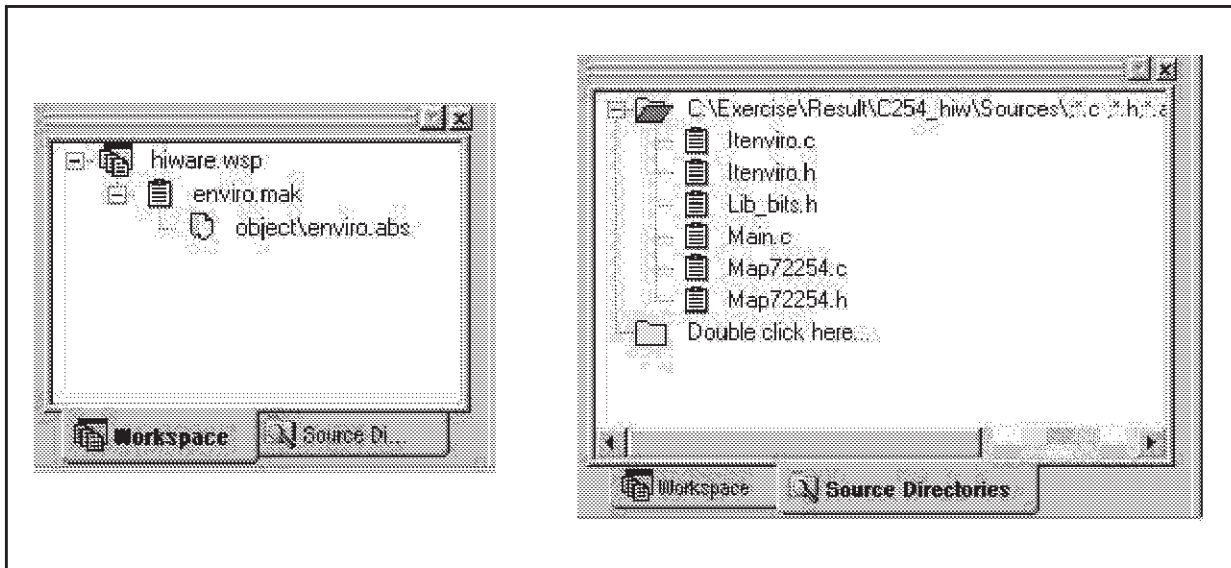 hiware.wsp
enviro.mak
object\enviro.abs
Workspace
Source Di...
C:\Exercise\Result\C254_hiw\Sources\;*.c ;*.h;*.
Itenviro.c
Itenviro.h
Lib_bits.h
Main.c
Map72254.c
Map72254.h
Double click here...
Workspace
Source Directories